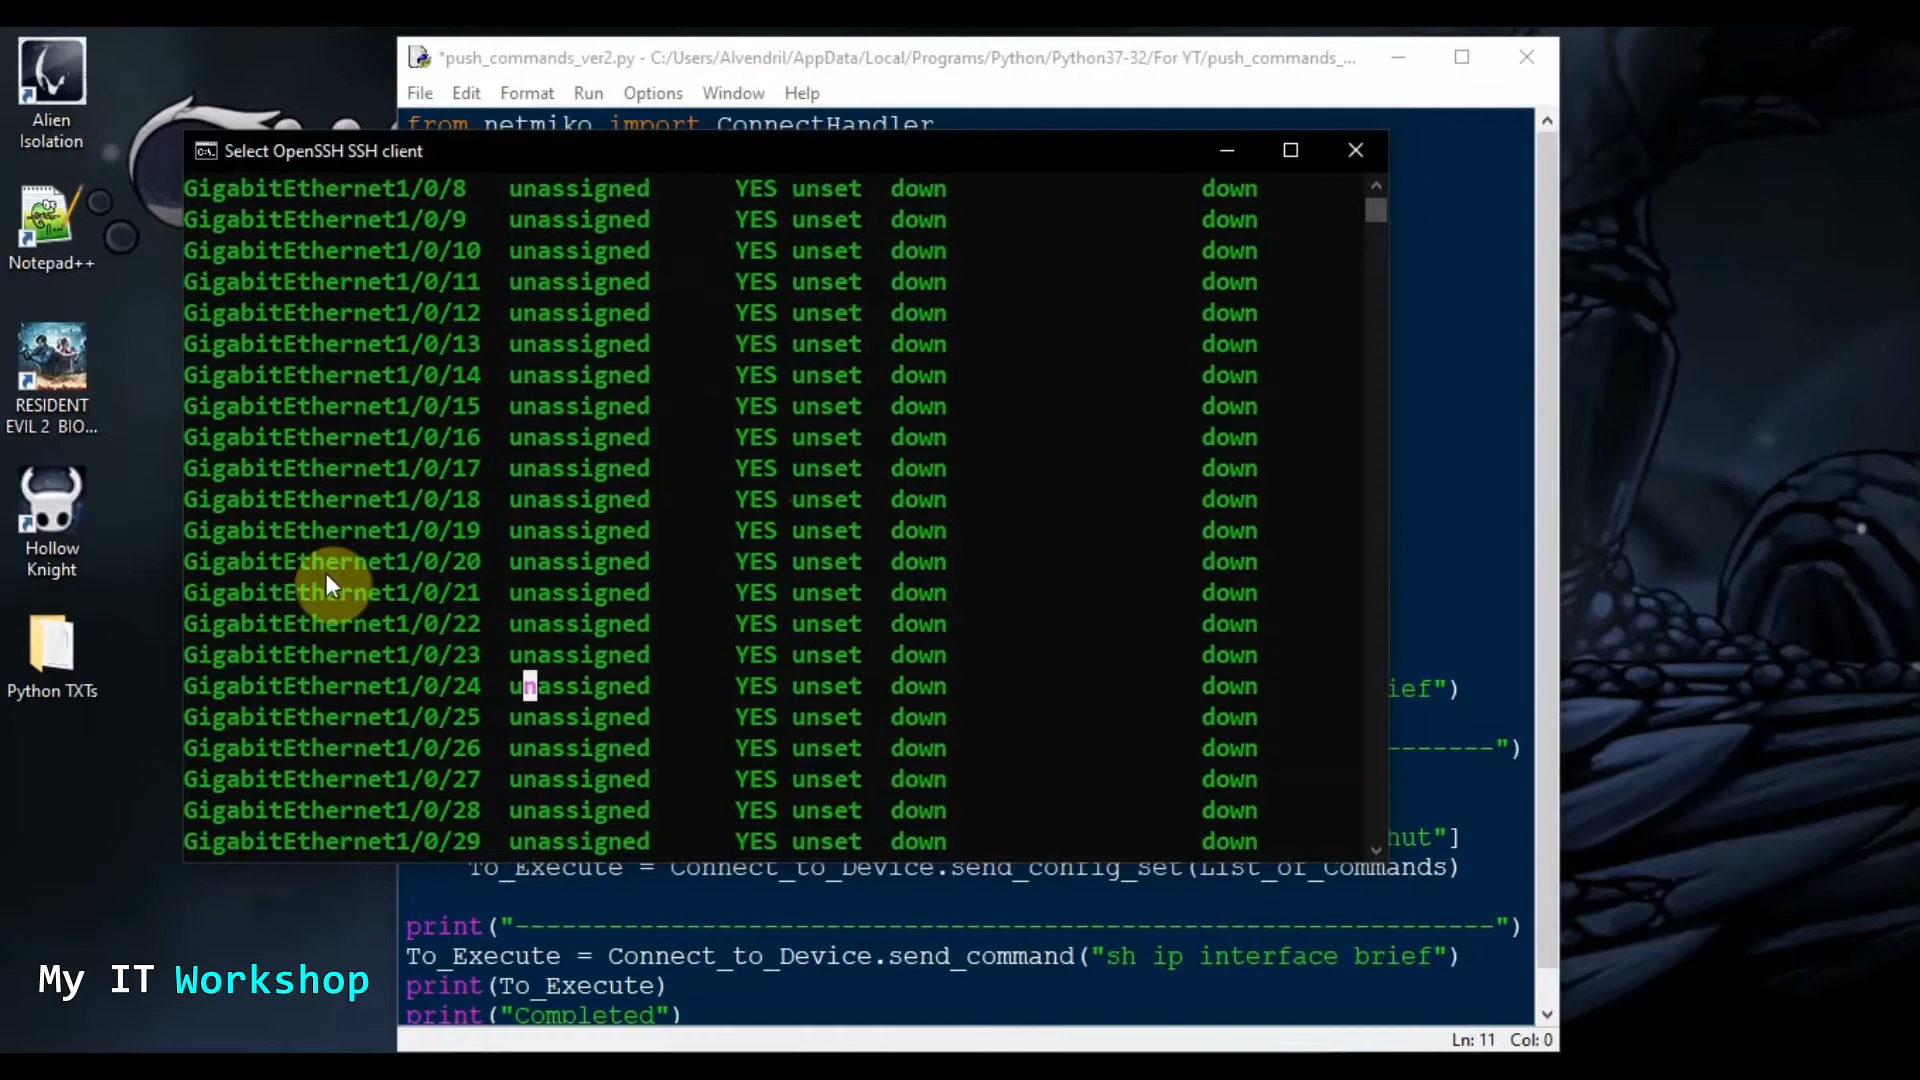 Alien
Isolation
Notepad++
RESIDENT
EVIL 2 BIO...
Hollow
Knight
Python TXTs
*push_commands_ver2.py - C:/Users/Alvendril/AppData/Local/Programs/Python/Python37-32/For YT/push_commands_...
File Edit Format Run Options Window Help
from netmiko import ConnectHandler
Select OpenSSH SSH client
GigabitEthernet1/0/8 unassigned YES unset down down
GigabitEthernet1/0/9 unassigned YES unset down down
GigabitEthernet1/0/10 unassigned YES unset down down
GigabitEthernet1/0/11 unassigned YES unset down down
GigabitEthernet1/0/12 unassigned YES unset down down
GigabitEthernet1/0/13 unassigned YES unset down down
GigabitEthernet1/0/14 unassigned YES unset down down
GigabitEthernet1/0/15 unassigned YES unset down down
GigabitEthernet1/0/16 unassigned YES unset down down
GigabitEthernet1/0/17 unassigned YES unset down down
GigabitEthernet1/0/18 unassigned YES unset down down
GigabitEthernet1/0/19 unassigned YES unset down down
GigabitEthernet1/0/20 unassigned YES unset down down
GigabitEthernet1/0/21 unassigned YES unset down down
GigabitEthernet1/0/22 unassigned YES unset down down
GigabitEthernet1/0/23 unassigned YES unset down down
GigabitEthernet1/0/24 unassigned YES unset down down
GigabitEthernet1/0/25 unassigned YES unset down down
GigabitEthernet1/0/26 unassigned YES unset down down
GigabitEthernet1/0/27 unassigned YES unset down down
GigabitEthernet1/0/28 unassigned YES unset down down
GigabitEthernet1/0/29 unassigned YES unset down down
ief")
-------")
hut"]
To_Execute = Connect_to_Device.send_config_set(List_of_Commands)
print("----------------------------------------------------------------------")
To_Execute = Connect_to_Device.send_command("sh ip interface brief")
print(To_Execute)
print("Completed")
Ln: 11 Col: 0
My IT Workshop